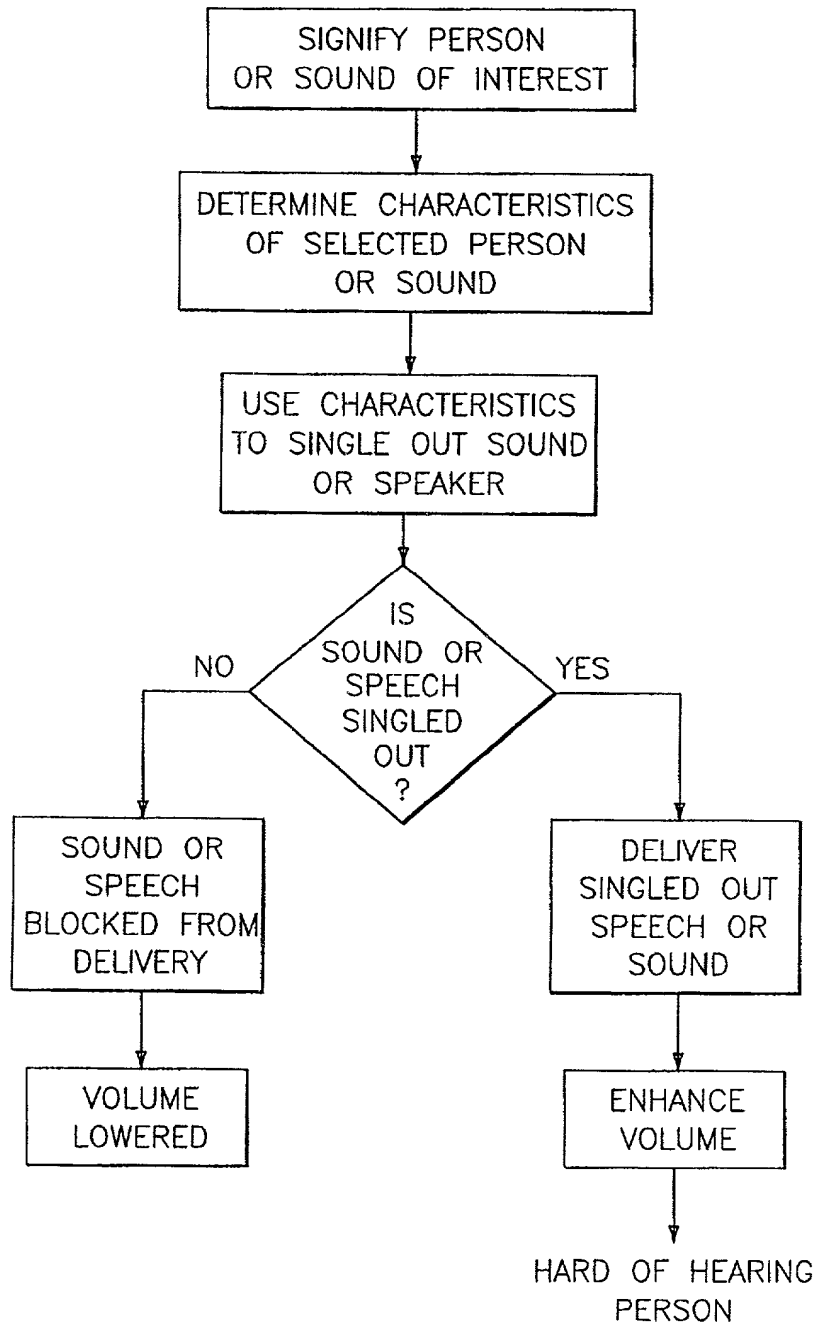 SIGNIFY PERSON
OR SOUND OF INTEREST
DETERMINE CHARACTERISTICS
OF SELECTED PERSON
OR SOUND
USE CHARACTERISTICS
TO SINGLE OUT SOUND
OR SPEAKER
IS
SOUND OR
SPEECH
SINGLED
OUT
?
NO
YES
SOUND OR
SPEECH
BLOCKED FROM
DELIVERY
VOLUME
LOWERED
DELIVER
SINGLED OUT
SPEECH OR
SOUND
ENHANCE
VOLUME
HARD OF HEARING
PERSON